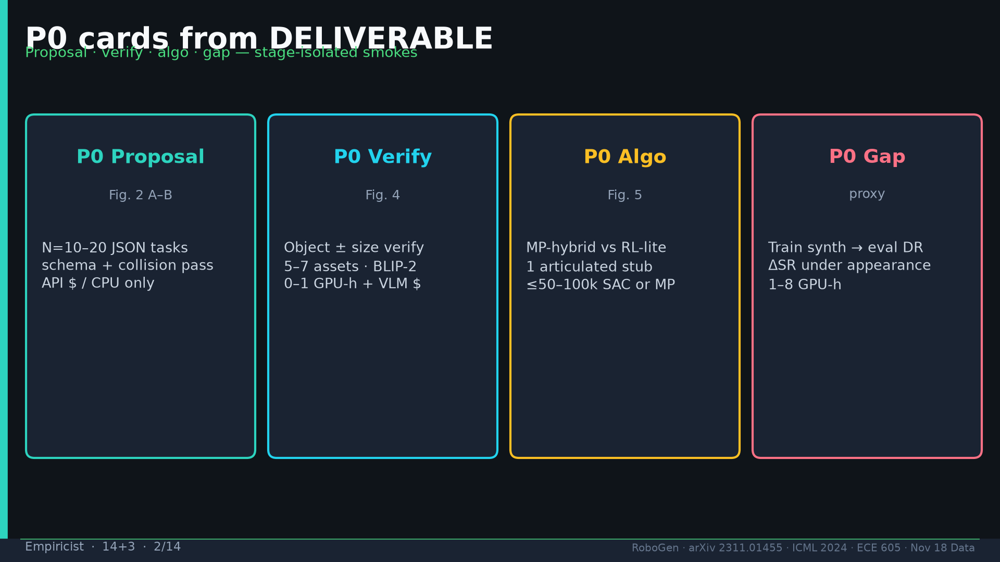 P0 cards from DELIVERABLE
Proposal · verify · algo · gap — stage-isolated smokes
P0 Proposal
Fig. 2 A–B
N=10–20 JSON tasks
schema + collision pass
API $ / CPU only
P0 Verify
Fig. 4
Object ± size verify
5–7 assets · BLIP-2
0–1 GPU-h + VLM $
P0 Algo
Fig. 5
MP-hybrid vs RL-lite
1 articulated stub
≤50–100k SAC or MP
P0 Gap
proxy
Train synth → eval DR
ΔSR under appearance
1–8 GPU-h
Empiricist · 14+3 · 2/14
RoboGen · arXiv 2311.01455 · ICML 2024 · ECE 605 · Nov 18 Data